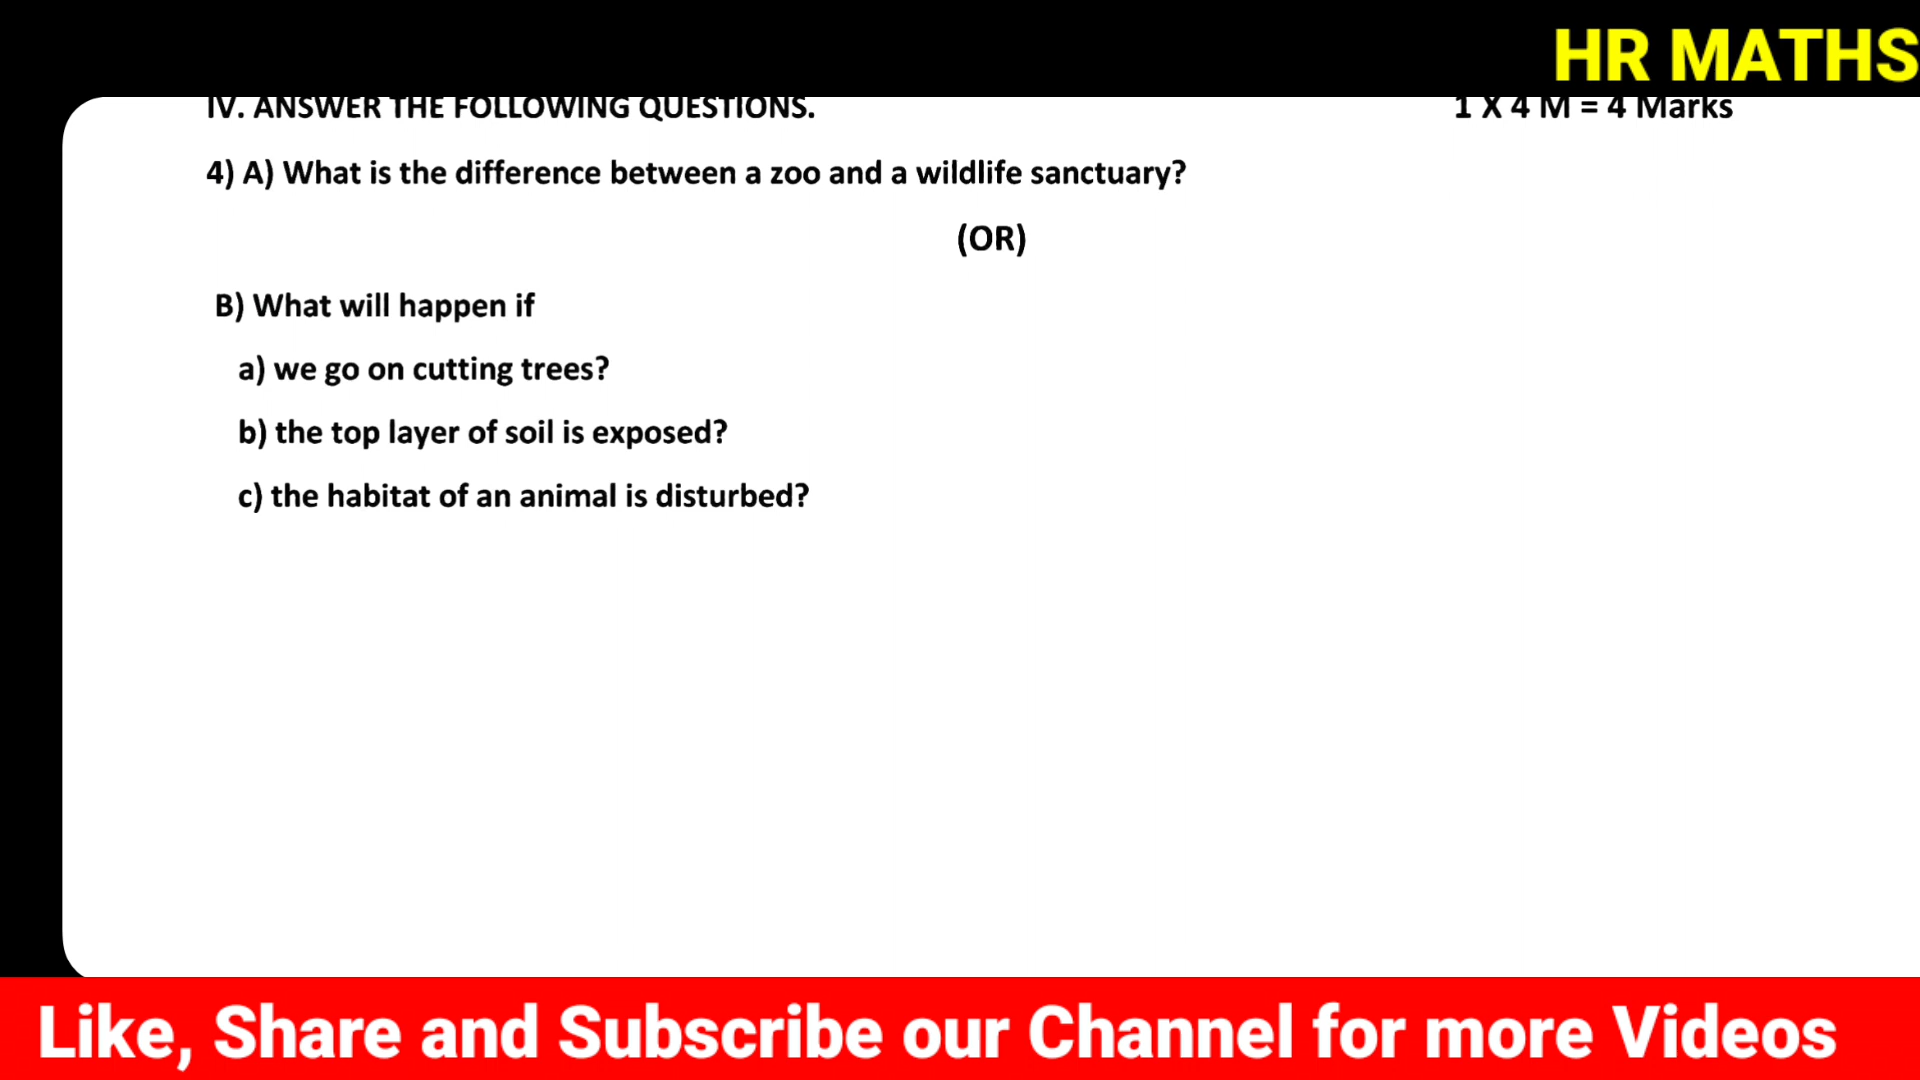 HR MATHS
IV. ANSWER THE FOLLOWING QUESTIONS. 1 X 4 M = 4 Marks
4) A) What is the difference between a zoo and a wildlife sanctuary?
(OR)
B) What will happen if
a) we go on cutting trees?
b) the top layer of soil is exposed?
c) the habitat of an animal is disturbed?
Like, Share and Subscribe our Channel for more Videos